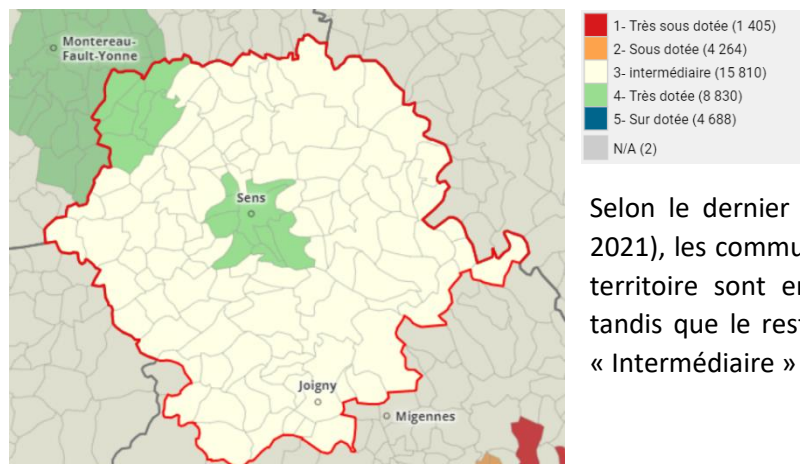 Montereau-
Fault-Yonne
Sens
Joigny
Migennes
1- Très sous dotée (1 405)
2- Sous dotée (4 264)
3- intermédiaire (15 810)
4- Très dotée (8 830)
5- Sur dotée (4 688)
N/A (2)
Selon le dernier
2021), les commu
territoire sont en
tandis que le rest
« Intermédiaire »